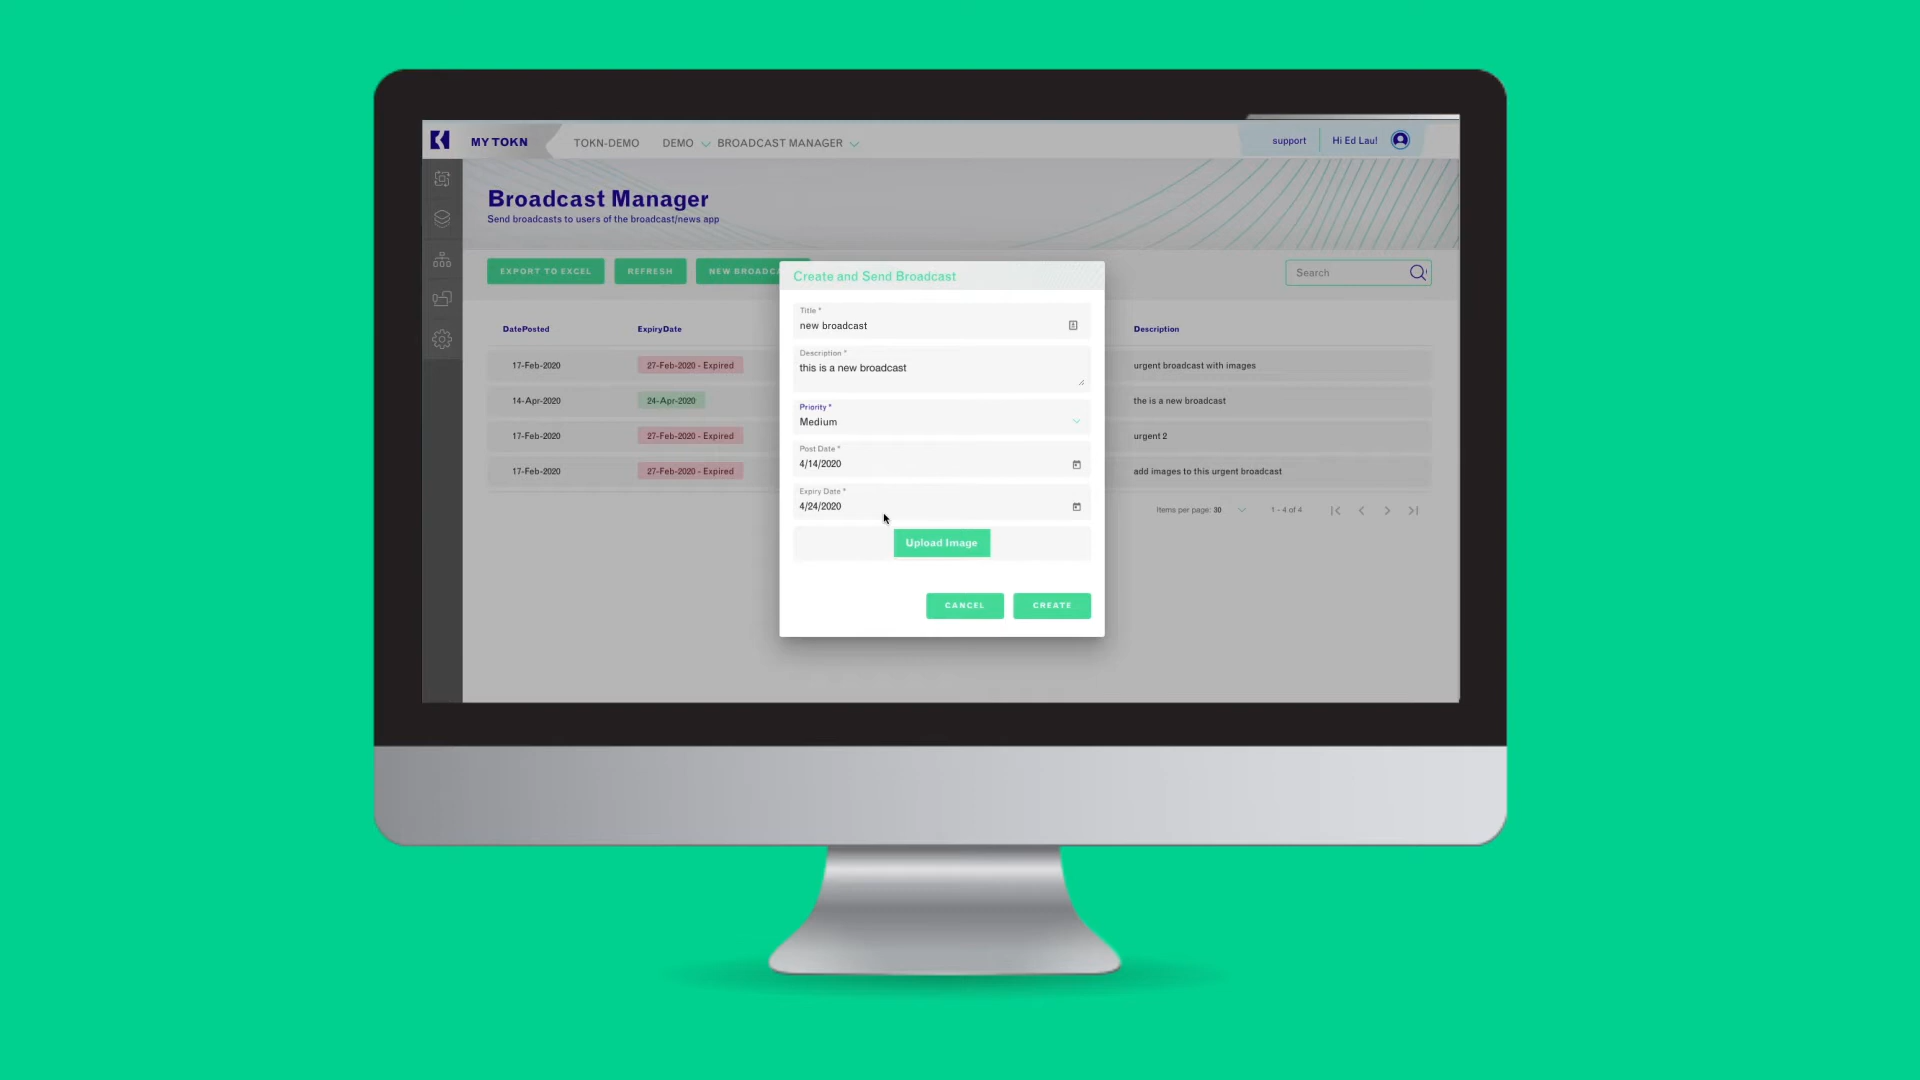 MY TOKN
TOKN-DEMO
DEMO
BROADCAST MANAGER
support
Hi Ed Lau!
Broadcast Manager
Send broadcasts to users of the broadcast/news app
EXPORT TO EXCEL
REFRESH
NEW
Search
DatePosted
ExpiryDate
Description
17-Feb-2020
27-Feb-2020 - Expired
urgent broadcast with images
14-Apr-2020
24-Apr-2020
the is a new broadcast
17-Feb-2020
27-Feb-2020 - Expired
urgent 2
17-Feb-2020
27-Feb-2020 - Expired
add images to this urgent broadcast
Items per page: 30
1 - 4 of 4
Create and Send Broadcast
Title *
new broadcast
Description *
this is a new broadcast
Priority *
Medium
Post Date *
4/14/2020
Expiry Date *
4/24/2020
Upload Image
CANCEL
CREATE